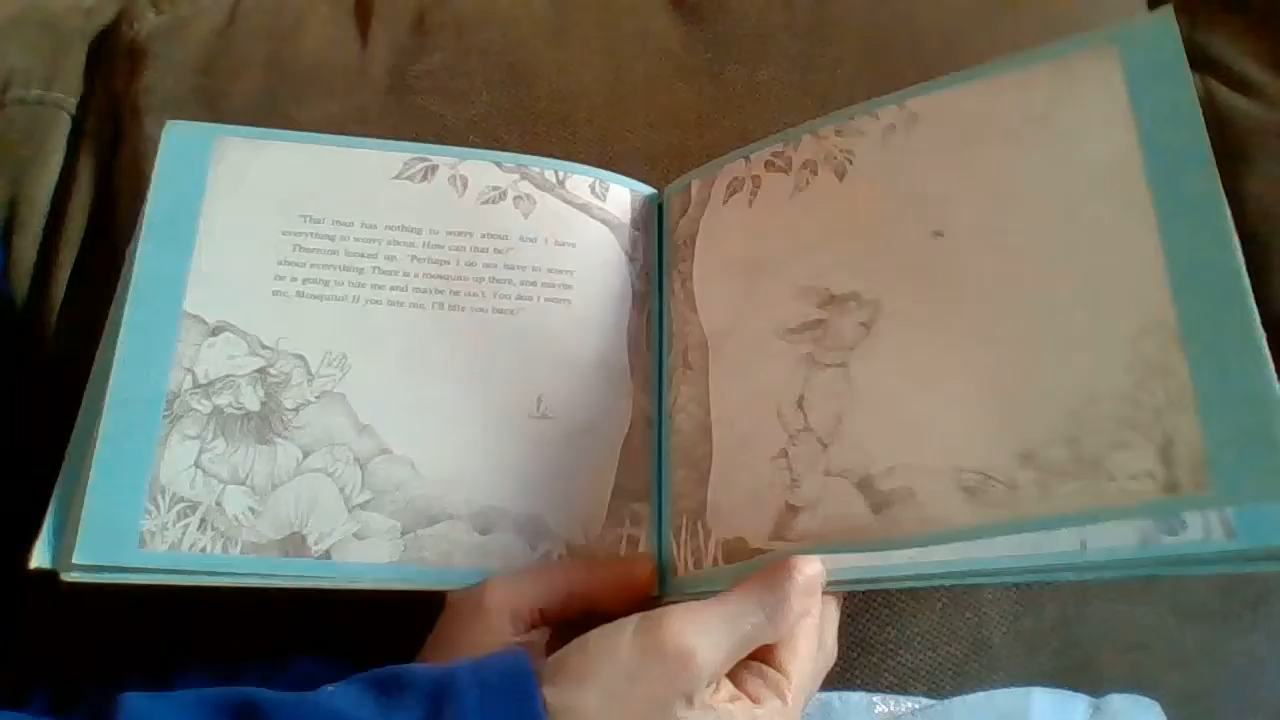 "That man has nothing to worry about. And I have
everything to worry about. How can that be?"
Thornton looked up. "Perhaps I do not have to worry
about everything. There is a mosquito up there, and maybe
he is going to bite me and maybe he isn't. You don't worry
me, Mosquito! If you bite me, I'll bite you back!"